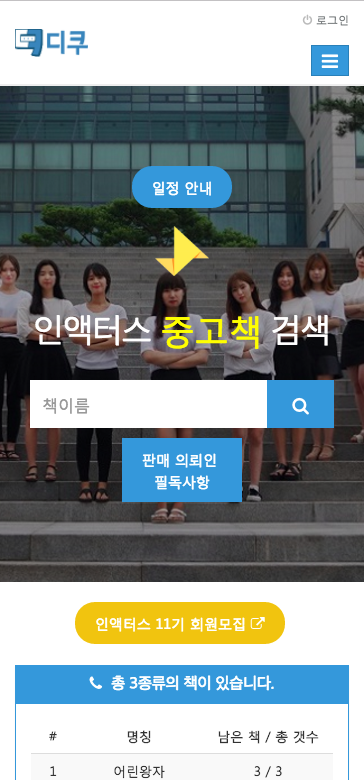 로그인
디쿠
일정 안내
인액터스 중고책 검색
책이름
판매 의뢰인
필독사항
인액터스 11기 회원모집
총 3종류의 책이 있습니다.
# 명칭 남은 책 / 총 갯수
1 어린왕자 3 / 3